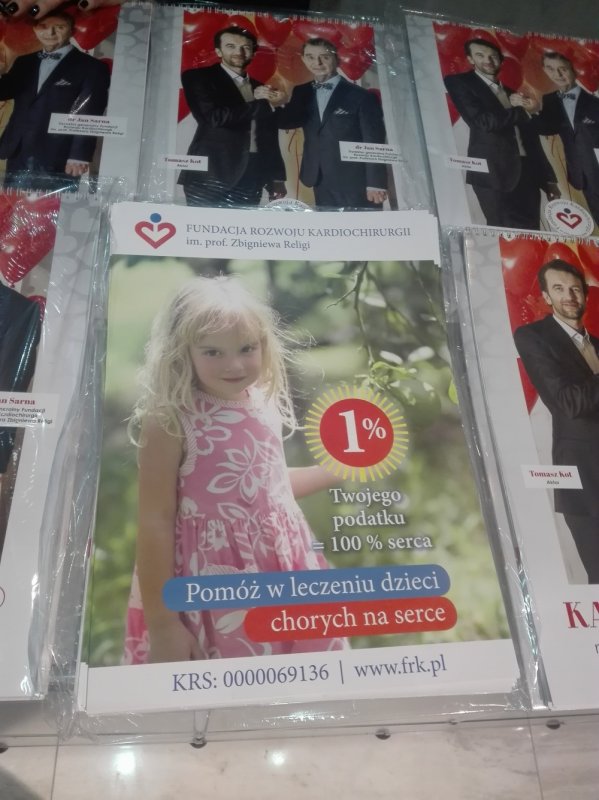 dr Jan Sarna
Tomasz Kot
Aktor
dr Jan Sarna
Tomasz Kot
FUNDACJA ROZWOJU KARDIOCHIRURGII
im. prof. Zbigniewa Religi
1%
Twojego
podatku
= 100 % serca
Pomóż w leczeniu dzieci
chorych na serce
KRS: 0000069136 | www.frk.pl
an Sarna
Tomasz Kot
Aktor
KA